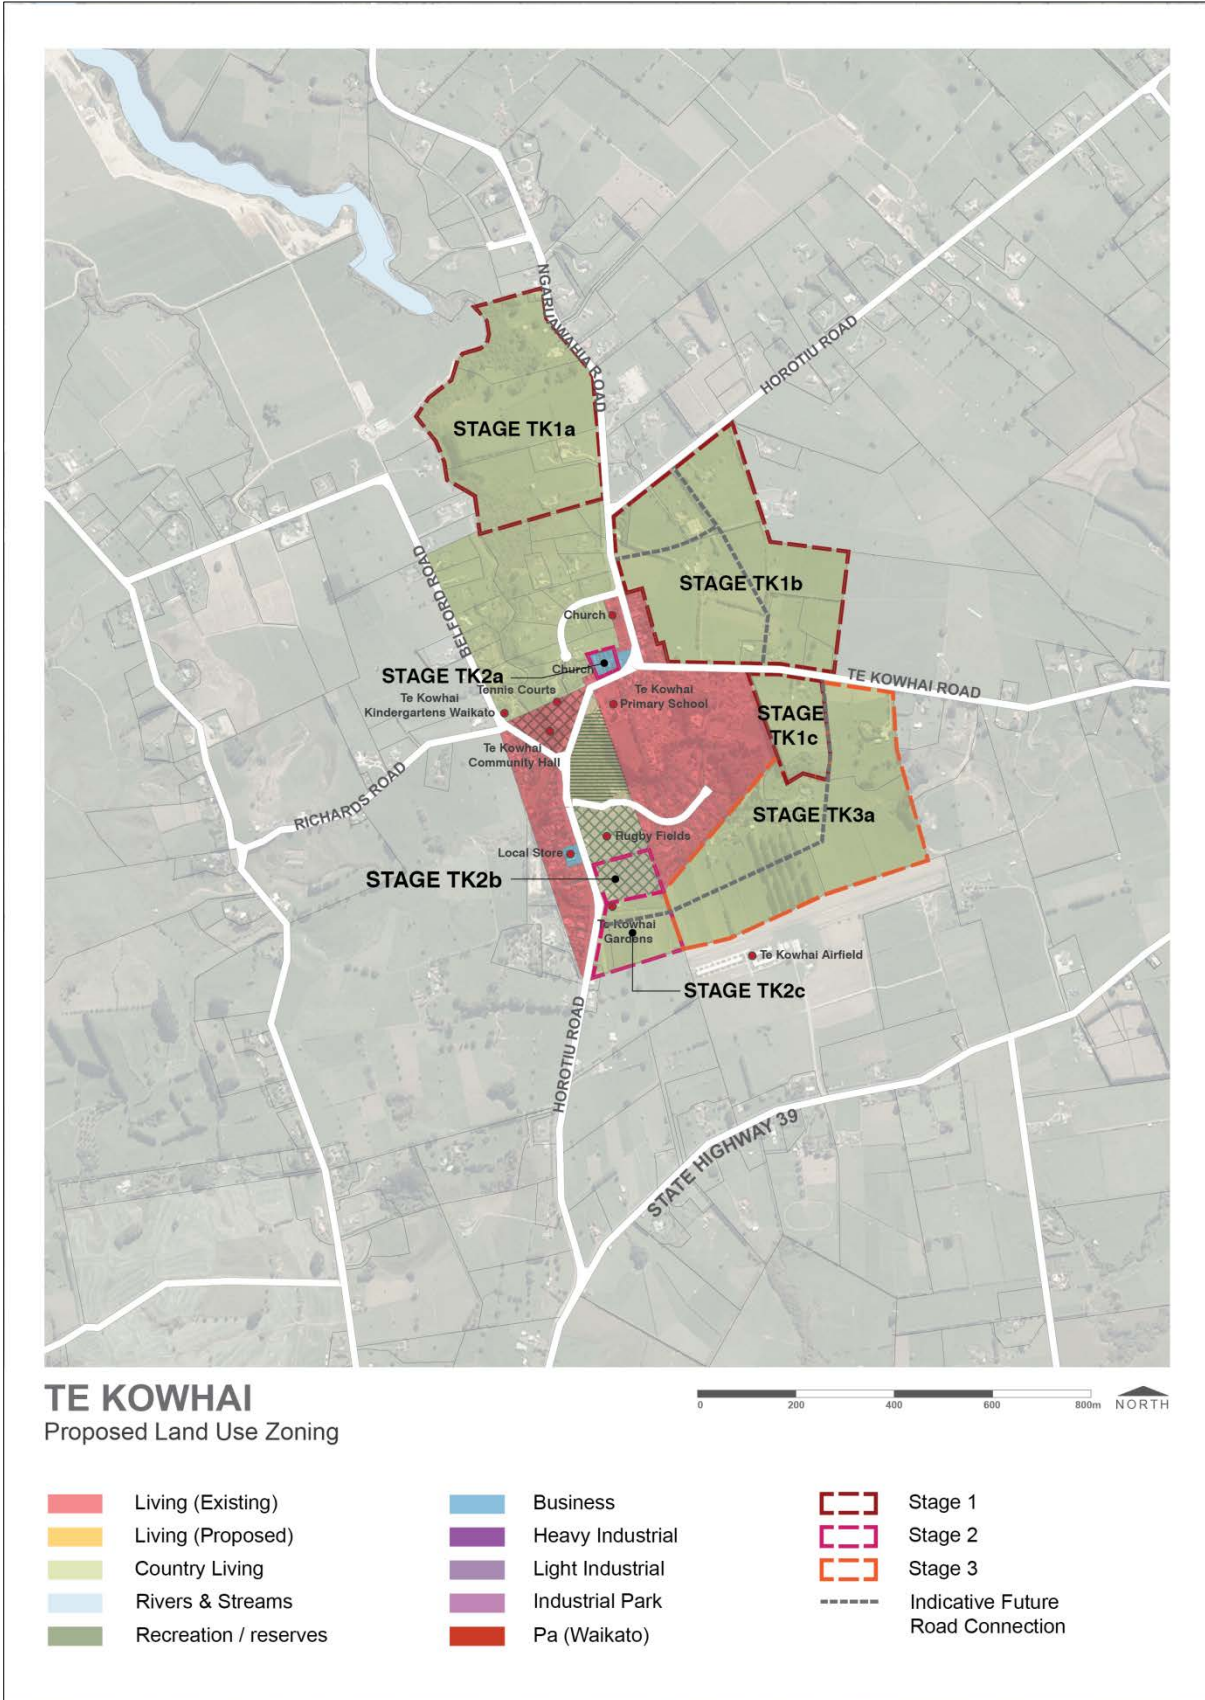 NGARUAWAHIA ROAD
HOROTIU ROAD
STAGE TK1a
STAGE TK1b
BELFORD ROAD
Church
Church
STAGE TK2a
TE KOWHAI ROAD
Tennis Courts
Te Kowhai
Kindergartens Waikato
Te Kowhai
Primary School
STAGE
TK1c
Te Kowhai
Community Hall
RICHARDS ROAD
STAGE TK3a
Rugby Fields
Local Store
STAGE TK2b
Te Kowhai
Gardens
Te Kowhai Airfield
STAGE TK2c
HOROTIU ROAD
STATE HIGHWAY 39
TE KOWHAI
Proposed Land Use Zoning
0 200 400 600 800m
NORTH
Living (Existing)
Living (Proposed)
Country Living
Rivers & Streams
Recreation / reserves
Business
Heavy Industrial
Light Industrial
Industrial Park
Pa (Waikato)
Stage 1
Stage 2
Stage 3
Indicative Future
Road Connection